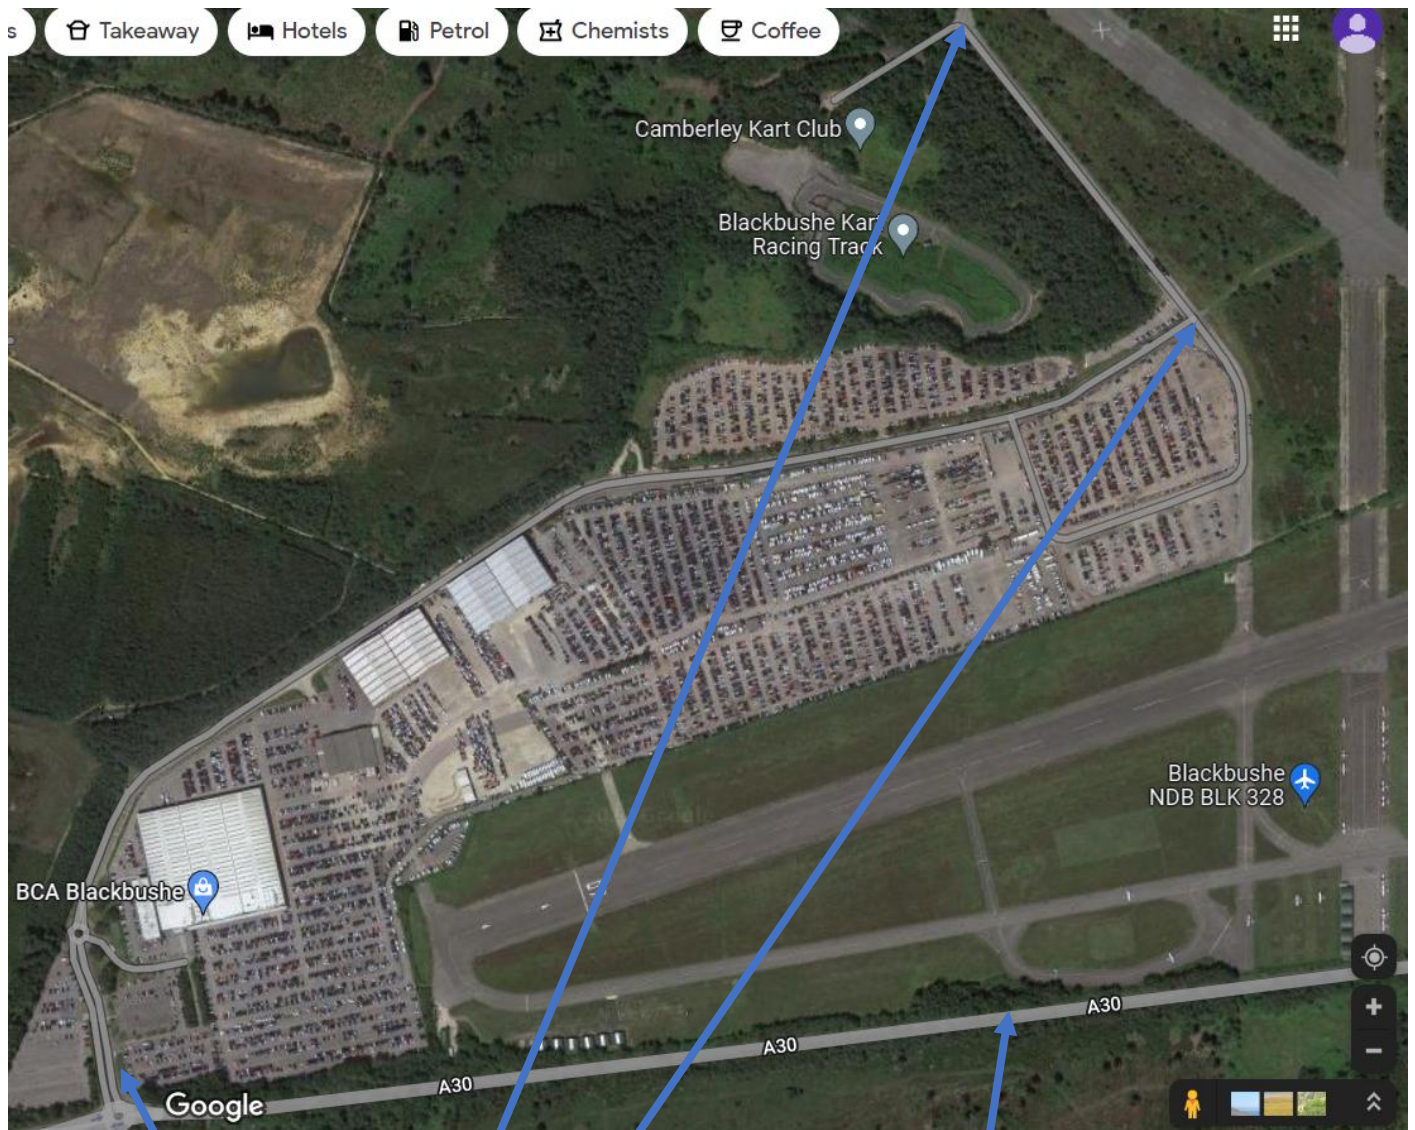 s
Takeaway
Hotels
Petrol
Chemists
Coffee
Camberley Kart Club
Blackbushe Kart
Racing Track
Blackbushe
NDB BLK 328
BCA Blackbushe
A30
A30
A30
Google